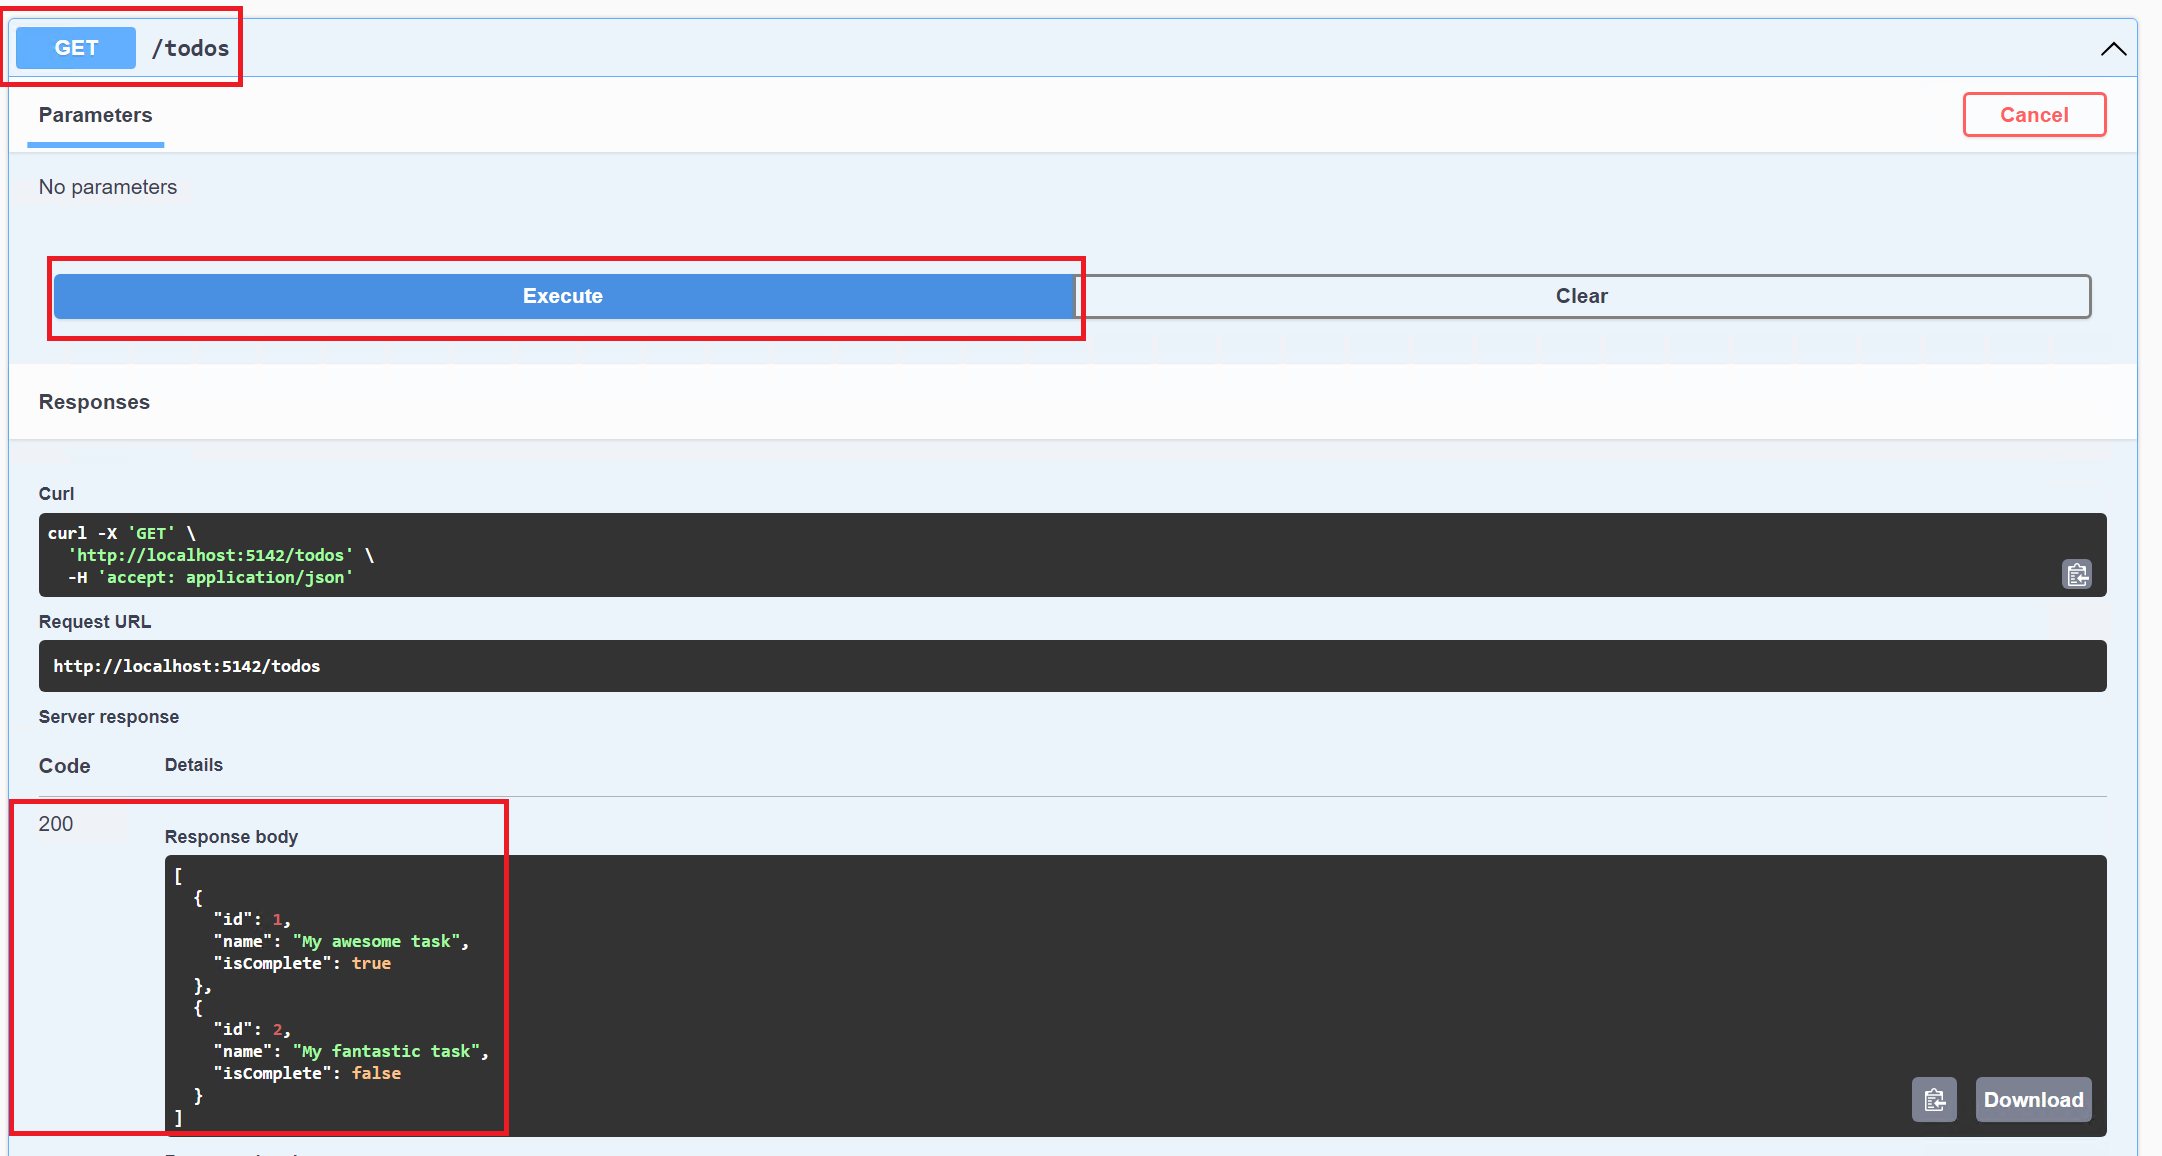 GET /todos
Parameters
Cancel
No parameters
Execute
Clear
Responses
Curl
curl -X 'GET' \
  'http://localhost:5142/todos' \
  -H 'accept: application/json'
Request URL
http://localhost:5142/todos
Server response
Code Details
200
Response body
[
  {
    "id": 1,
    "name": "My awesome task",
    "isComplete": true
  },
  {
    "id": 2,
    "name": "My fantastic task",
    "isComplete": false
  }
]
Download